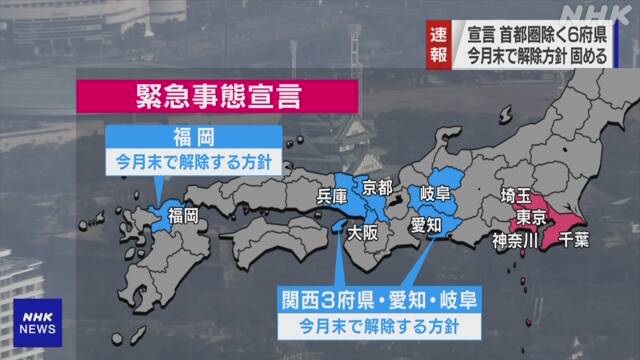 NHK
速報
宣言 首都圏除く6府県
今月末で解除方針 固める
緊急事態宣言
福岡
今月末で解除する方針
福岡
兵庫
京都
大阪
岐阜
愛知
埼玉
東京
神奈川
千葉
関西3府県・愛知・岐阜
今月末で解除する方針
NHK
NEWS